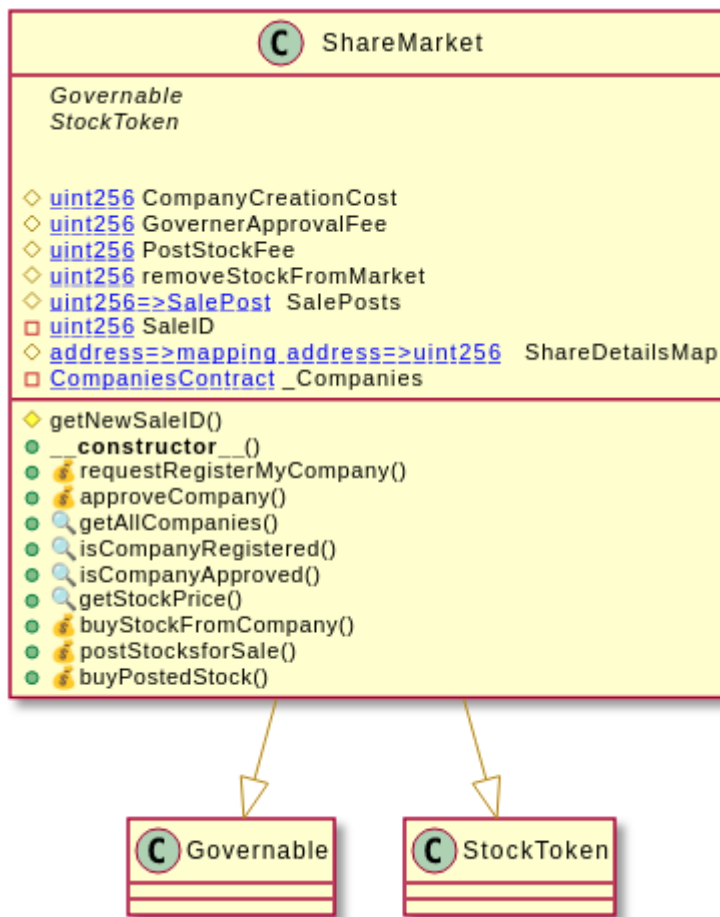 C ShareMarket
Governable
StockToken
uint256 CompanyCreationCost
uint256 GovernerApprovalFee
uint256 PostStockFee
uint256 removeStockFromMarket
uint256=>SalePost SalePosts
uint256 SaleID
address=>mapping address=>uint256 ShareDetailsMap
CompaniesContract _Companies
getNewSaleID()
__constructor__()
requestRegisterMyCompany()
approveCompany()
getAllCompanies()
isCompanyRegistered()
isCompanyApproved()
getStockPrice()
buyStockFromCompany()
postStocksforSale()
buyPostedStock()
C Governable
C StockToken